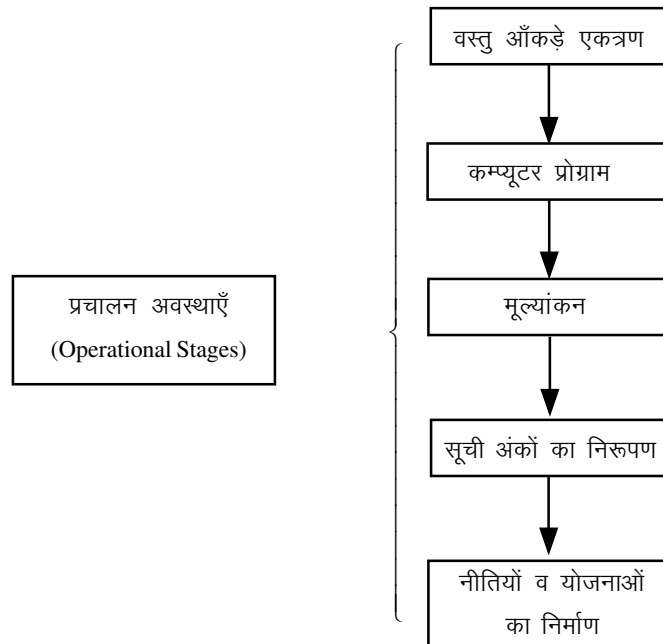 वस्तु आँकड़े एकत्रण
कम्प्यूटर प्रोग्राम
प्रचालन अवस्थाएँ
(Operational Stages)
मूल्यांकन
सूची अंकों का निरूपण
नीतियों व योजनाओं
का निर्माण